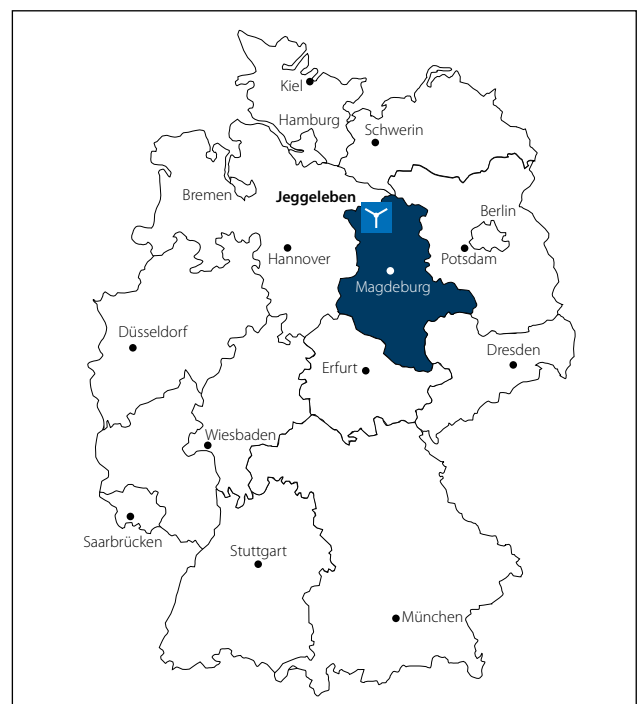 Kiel
Hamburg
Schwerin
Bremen
Jeggeleben
Berlin
Hannover
Potsdam
Magdeburg
Düsseldorf
Dresden
Erfurt
Wiesbaden
Saarbrücken
Stuttgart
München